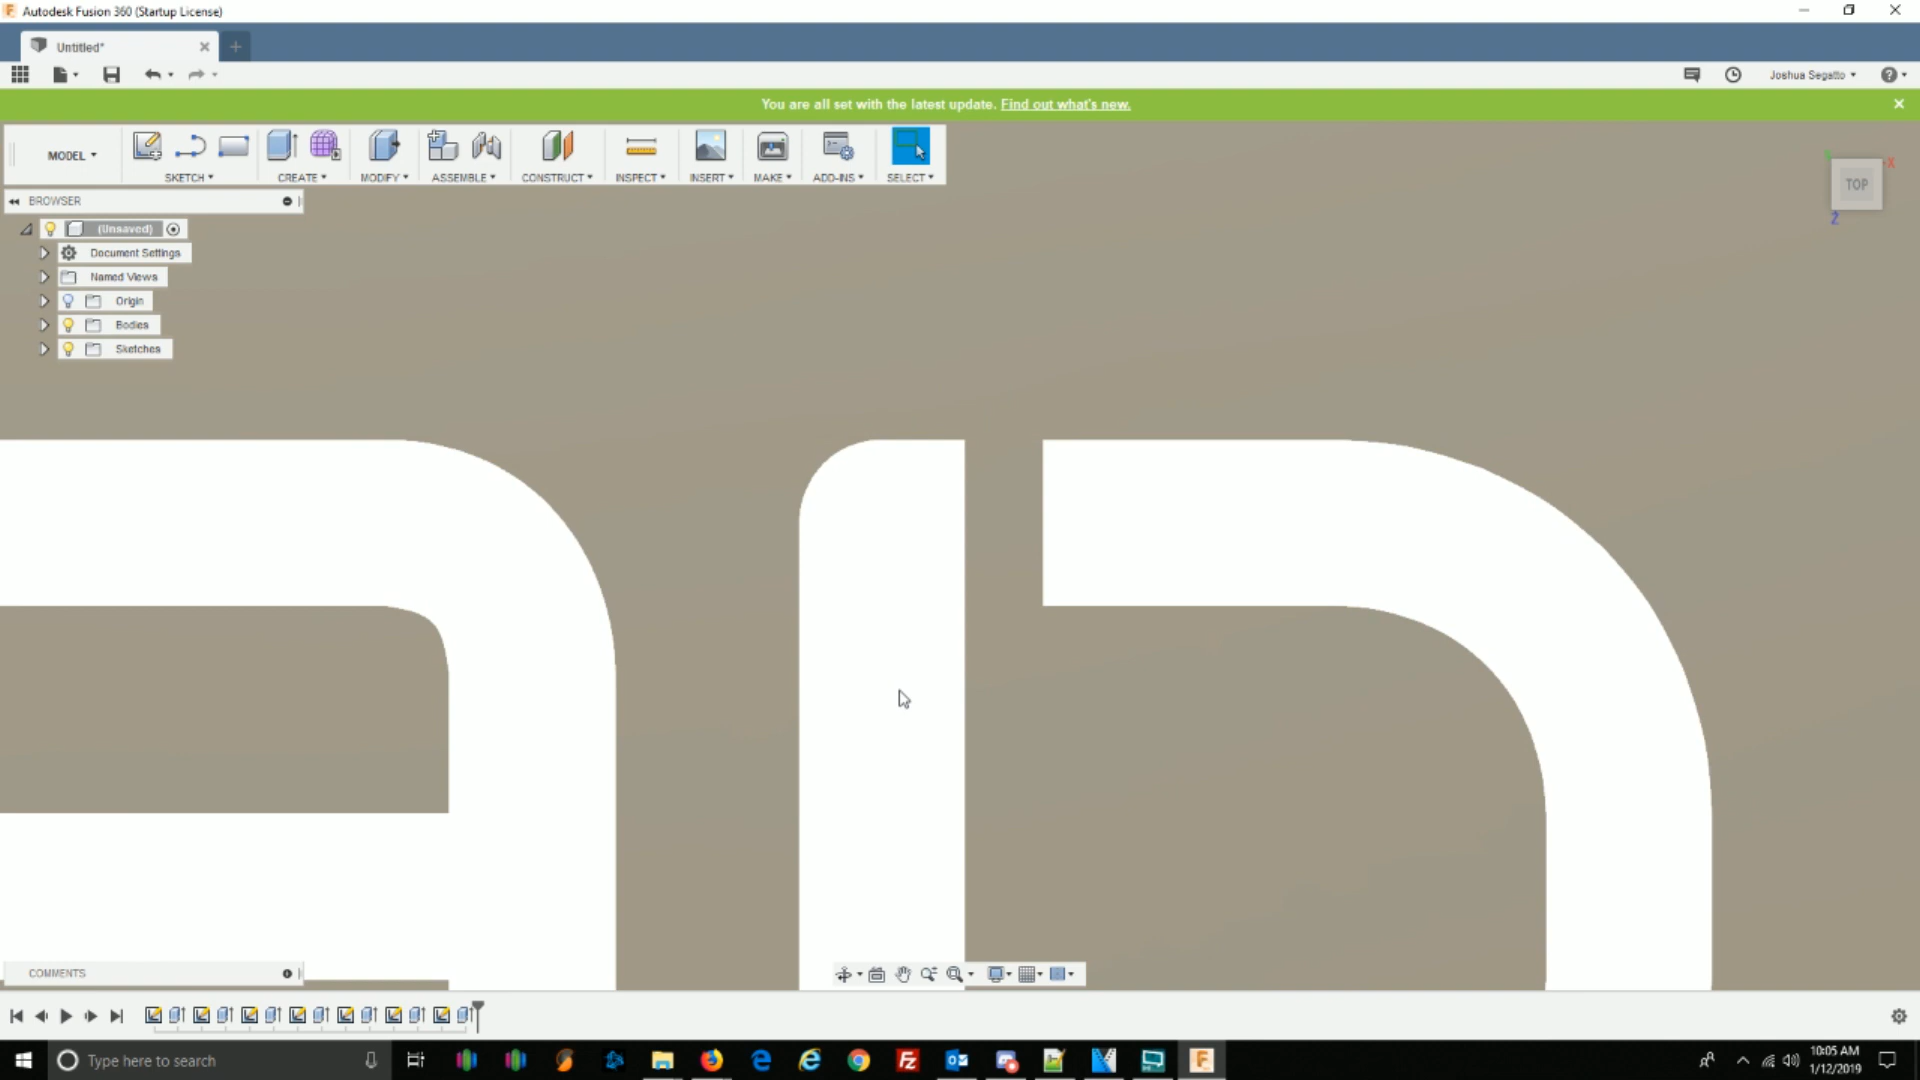 Autodesk Fusion 360 (Startup License)
Untitled*
Joshua Segatto
You are all set with the latest update. Find out what's new.
MODEL
SKETCH
CREATE
MODIFY
ASSEMBLE
CONSTRUCT
INSPECT
INSERT
MAKE
ADD-INS
SELECT
TOP
X
Z
BROWSER
(Unsaved)
Document Settings
Named Views
Origin
Bodies
Sketches
COMMENTS
Type here to search
10:05 AM
1/12/2019